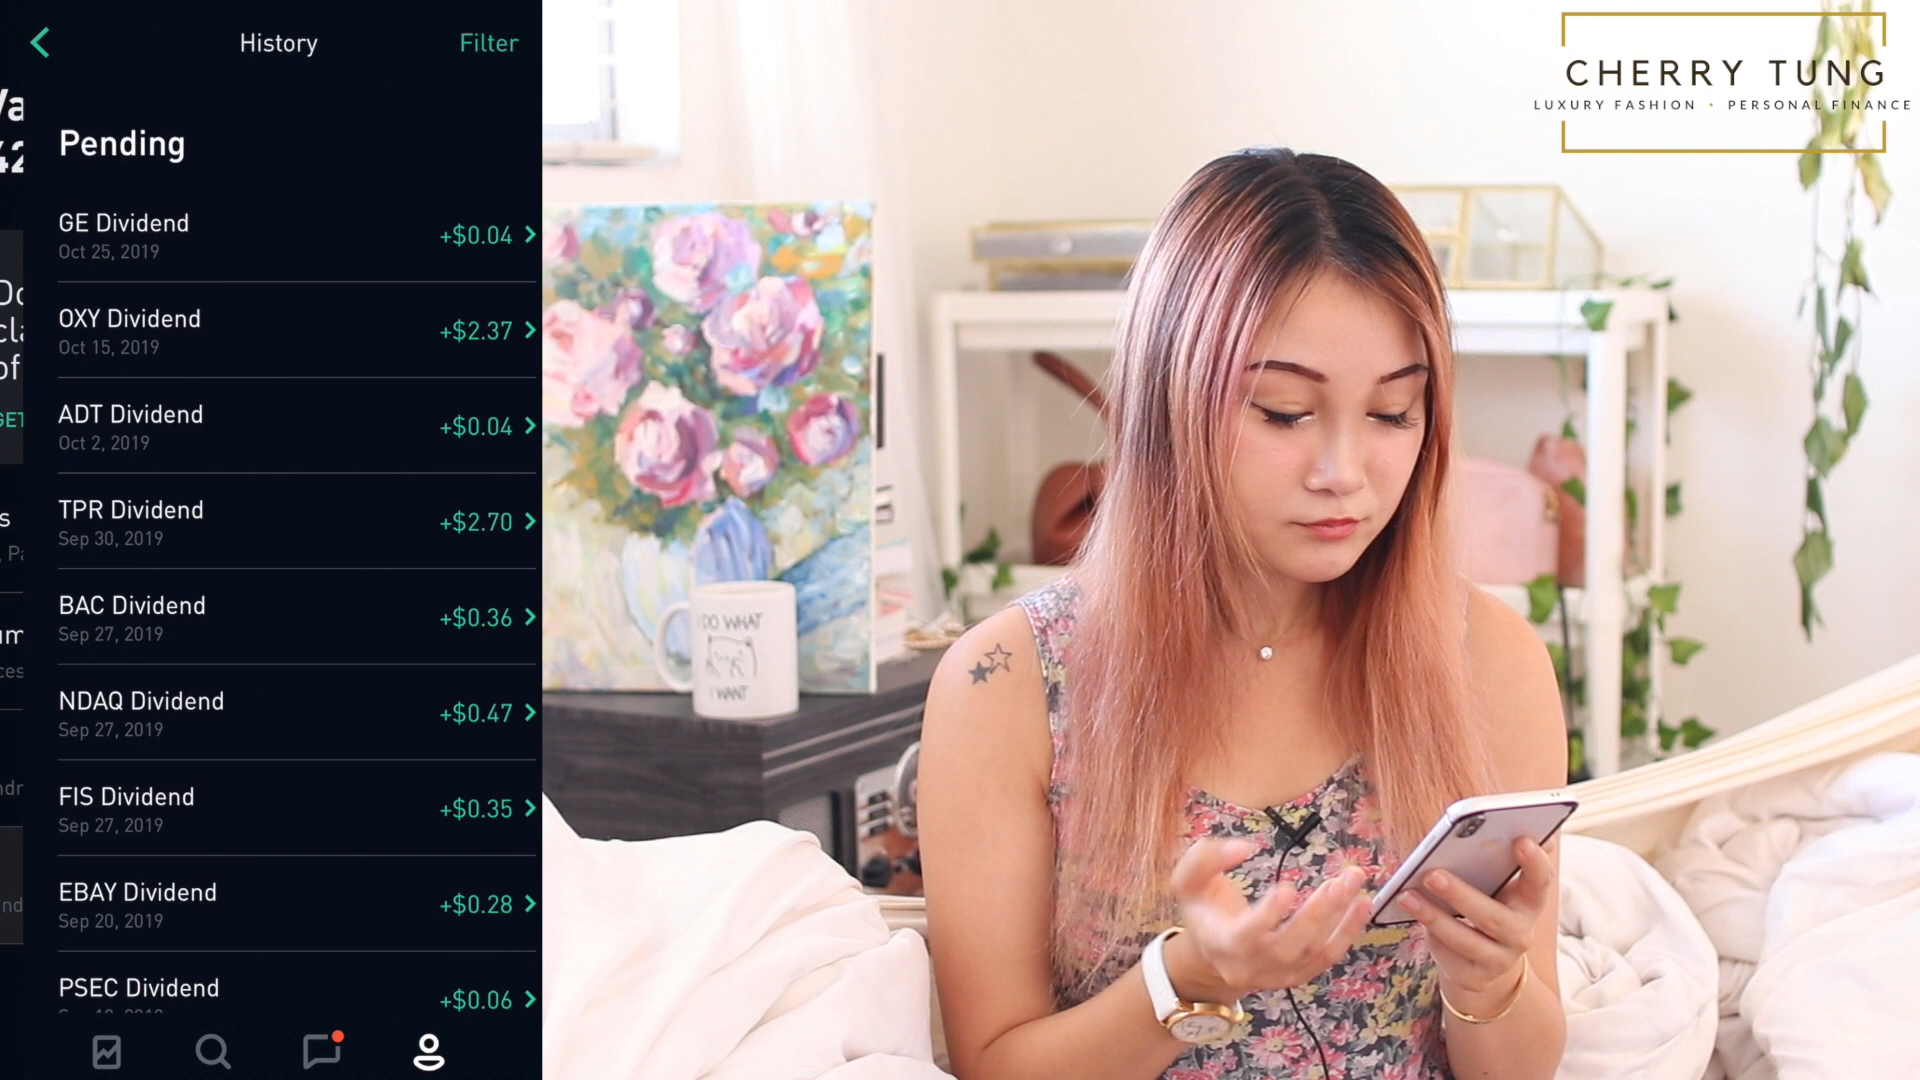 History
Filter
Pending
GE Dividend
+$0.04
Oct 25, 2019
OXY Dividend
+$2.37
Oct 15, 2019
ADT Dividend
+$0.04
Oct 2, 2019
TPR Dividend
+$2.70
Sep 30, 2019
BAC Dividend
+$0.36
Sep 27, 2019
NDAQ Dividend
+$0.47
Sep 27, 2019
FIS Dividend
+$0.35
Sep 27, 2019
EBAY Dividend
+$0.28
Sep 20, 2019
PSEC Dividend
+$0.06
CHERRY TUNG
LUXURY FASHION • PERSONAL FINANCE
I DO WHAT
I WANT